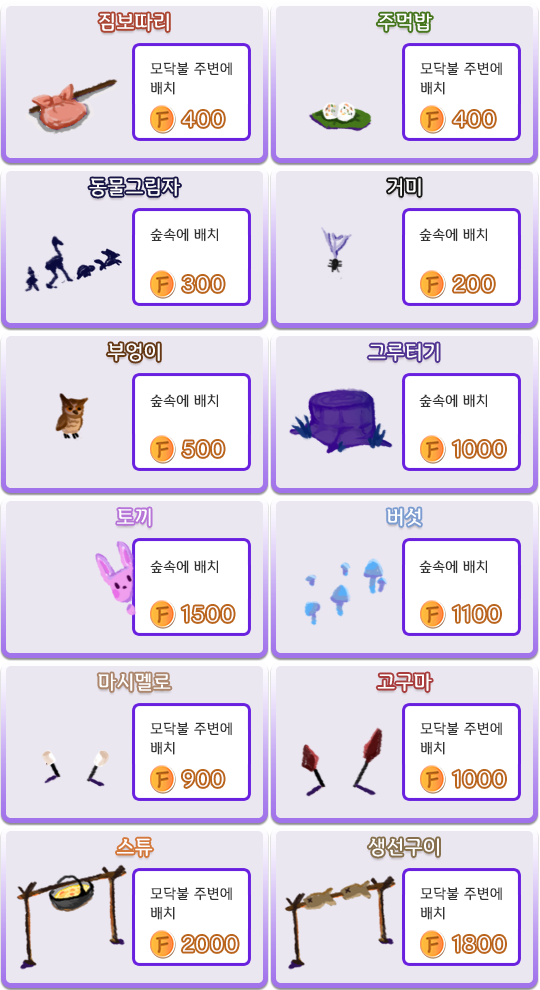 짐보따리
모닥불 주변에
배치
F 400
주먹밥
모닥불 주변에
배치
F 400
동물그림자
숲속에 배치
F 300
거미
숲속에 배치
F 200
부엉이
숲속에 배치
F 500
그루터기
숲속에 배치
F 1000
토끼
숲속에 배치
F 1500
버섯
숲속에 배치
F 1100
마시멜로
모닥불 주변에
배치
F 900
고구마
모닥불 주변에
배치
F 1000
스튜
모닥불 주변에
배치
F 2000
생선구이
모닥불 주변에
배치
F 1800